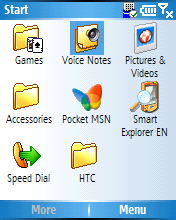 Start
Games
Voice Notes
Pictures &
Videos
Accessories
Pocket MSN
Smart
Explorer EN
Speed Dial
HTC
More
Menu